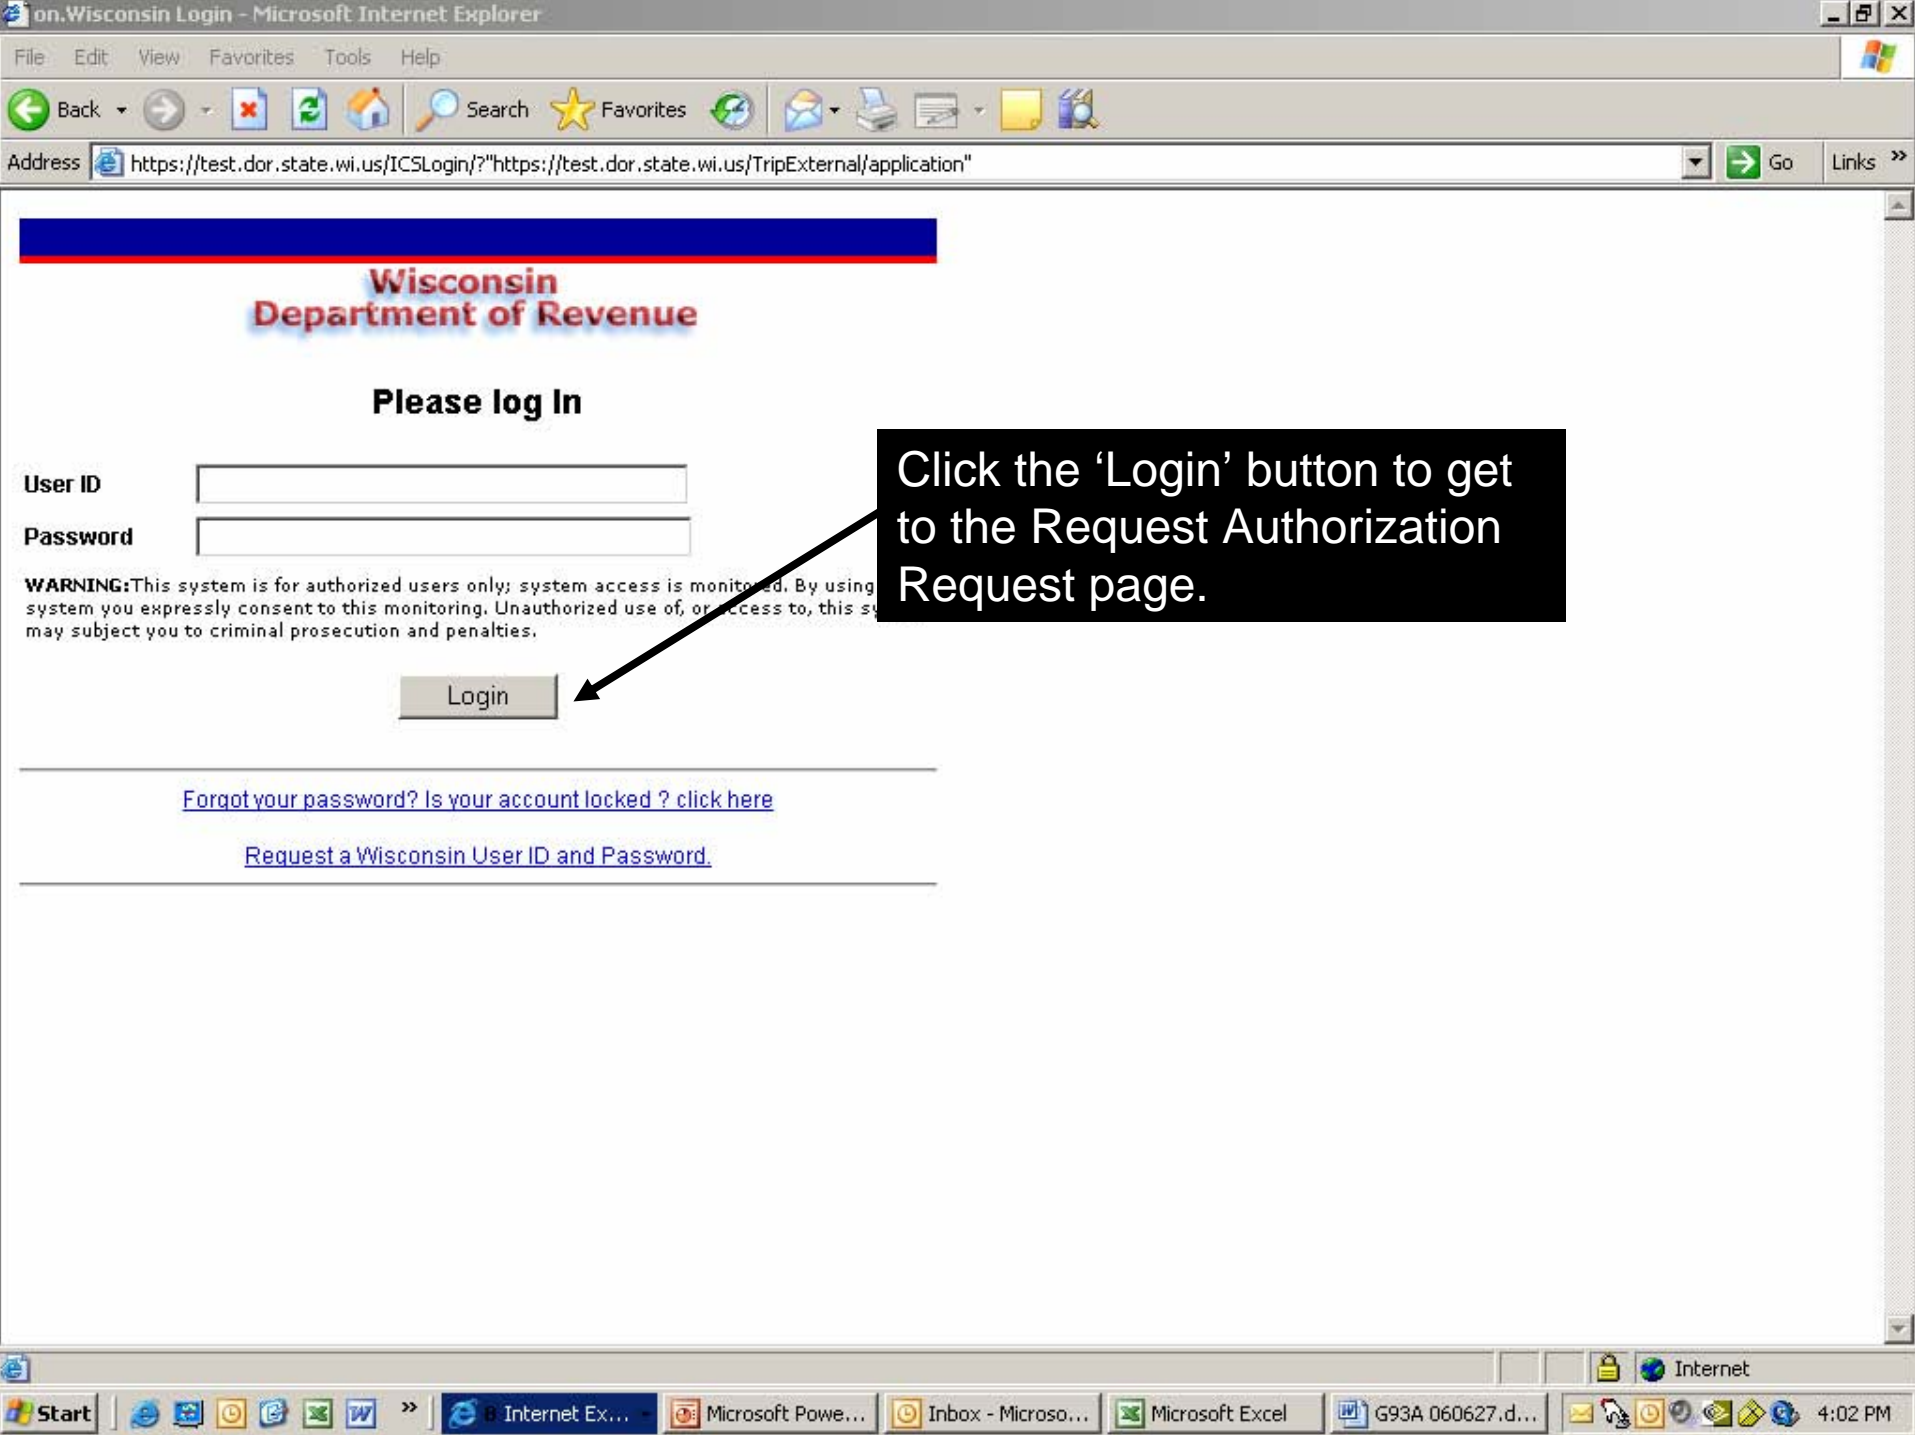 on.Wisconsin Login - Microsoft Internet Explorer
File Edit View Favorites Tools Help
Back Search Favorites
Address https://test.dor.state.wi.us/ICSLogin/?"https://test.dor.state.wi.us/TripExternal/application" Go Links »
Wisconsin
Department of Revenue
Please log In
User ID
Password
Click the ‘Login’ button to get
to the Request Authorization
Request page.
WARNING:This system is for authorized users only; system access is monitored. By using
system you expressly consent to this monitoring. Unauthorized use of, or access to, this
may subject you to criminal prosecution and penalties.
Login
Forgot your password? Is your account locked ? click here
Request a Wisconsin User ID and Password.
Internet
Start » 8 Internet Ex... Microsoft Powe... Inbox - Microso... Microsoft Excel G93A 060627.d... 4:02 PM